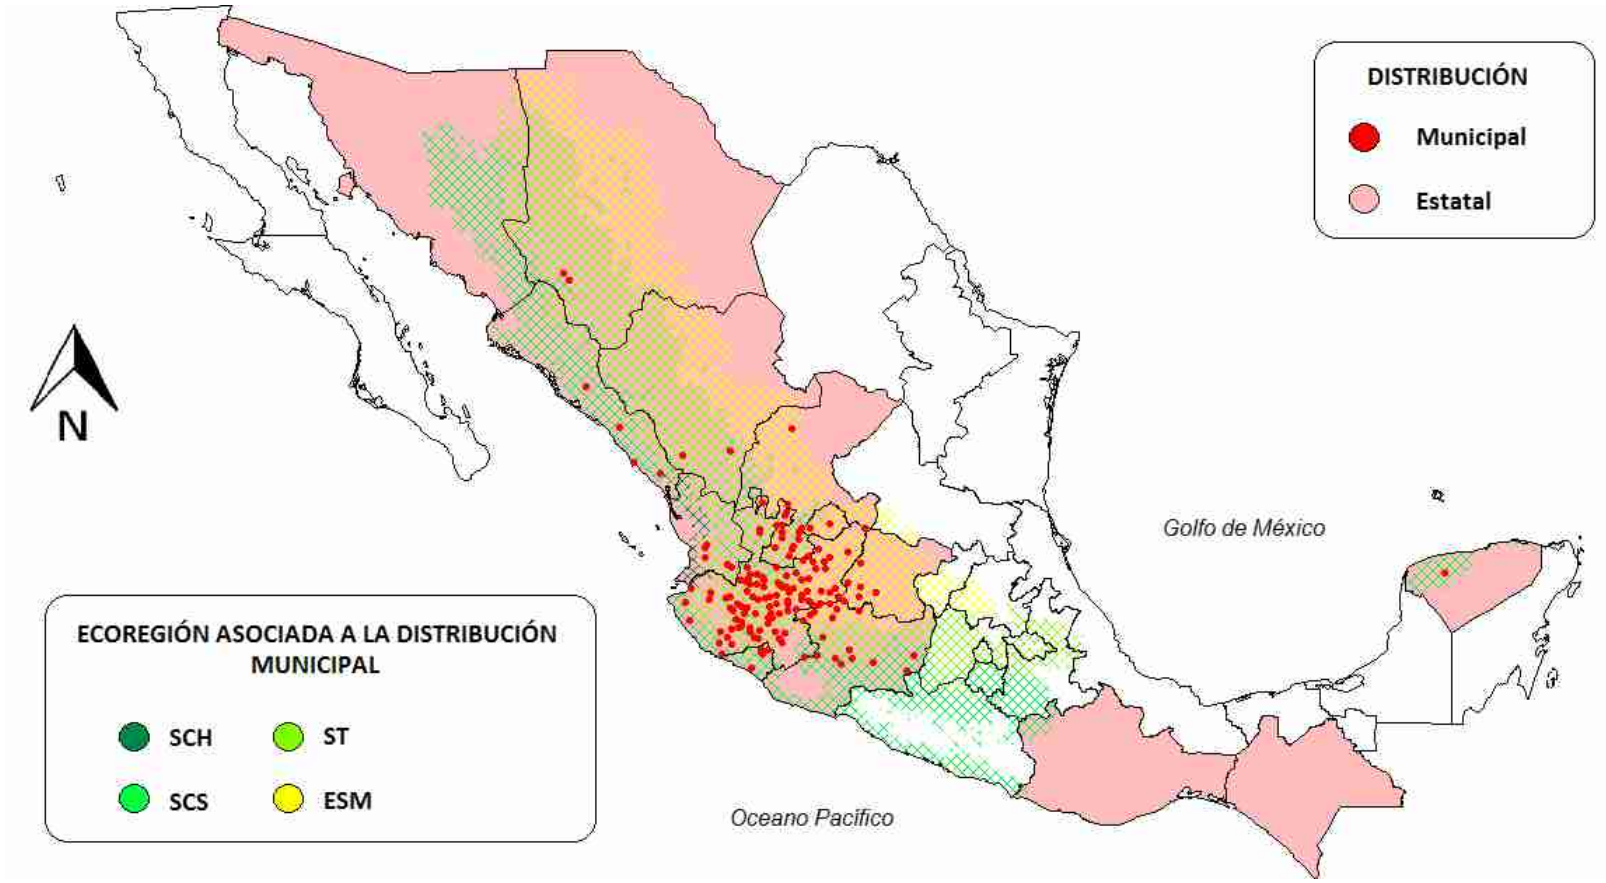 DISTRIBUCIÓN
Municipal
Estatal
Golfo de México
N
ECOREGIÓN ASOCIADA A LA DISTRIBUCIÓN
MUNICIPAL
SCH
ST
SCS
ESM
Oceano Pacífico